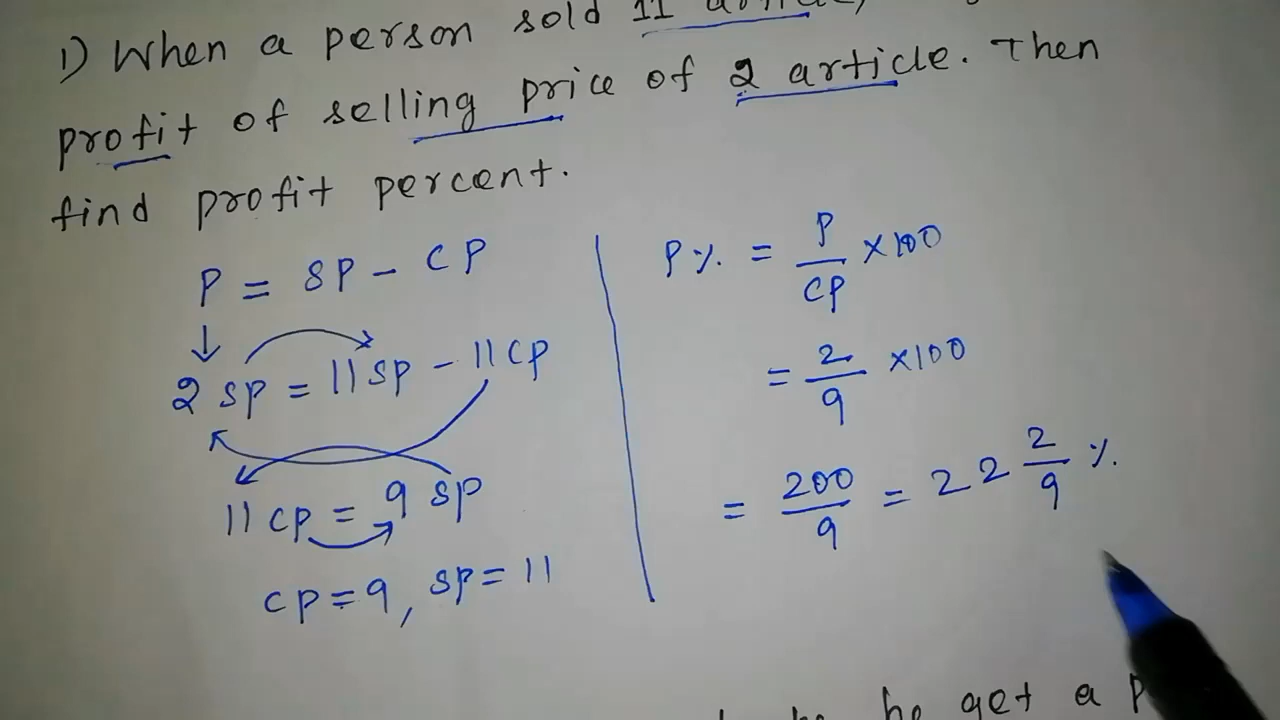 1) When a person sold 11
profit of selling price of 2 article. Then
find profit percent.
P = SP - CP
2 SP = 11 SP - 11 CP
11 CP = 9 SP
CP = 9, SP = 11
P% = P/CP × 100
= 2/9 × 100
= 200/9 = 22 2/9 %
he get a